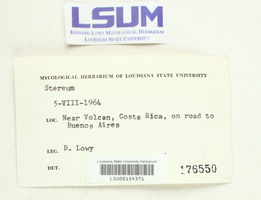 LSUM
BERNARD LOWY MYCOLOGICAL HERBARIUM
LOUISIANA STATE UNIVERSITY
MYCOLOGICAL HERBARIUM OF LOUISIANA STATE UNIVERSITY
Stereum
5-VIII-1964
LOC. Near Volcan, Costa Rica, on road to
Buenos Aires
LEG. B. Lowy
DET.
Louisiana State University Herbarium
LSU00154371
176550